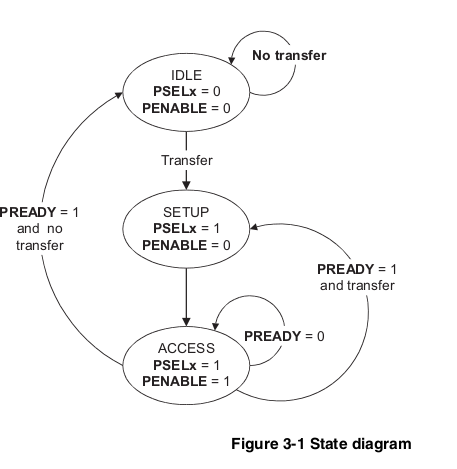 No transfer
IDLE
PSELx = 0
PENABLE = 0
Transfer
PREADY = 1
and no
transfer
SETUP
PSELx = 1
PENABLE = 0
PREADY = 1
and transfer
PREADY = 0
ACCESS
PSELx = 1
PENABLE = 1
Figure 3-1 State diagram